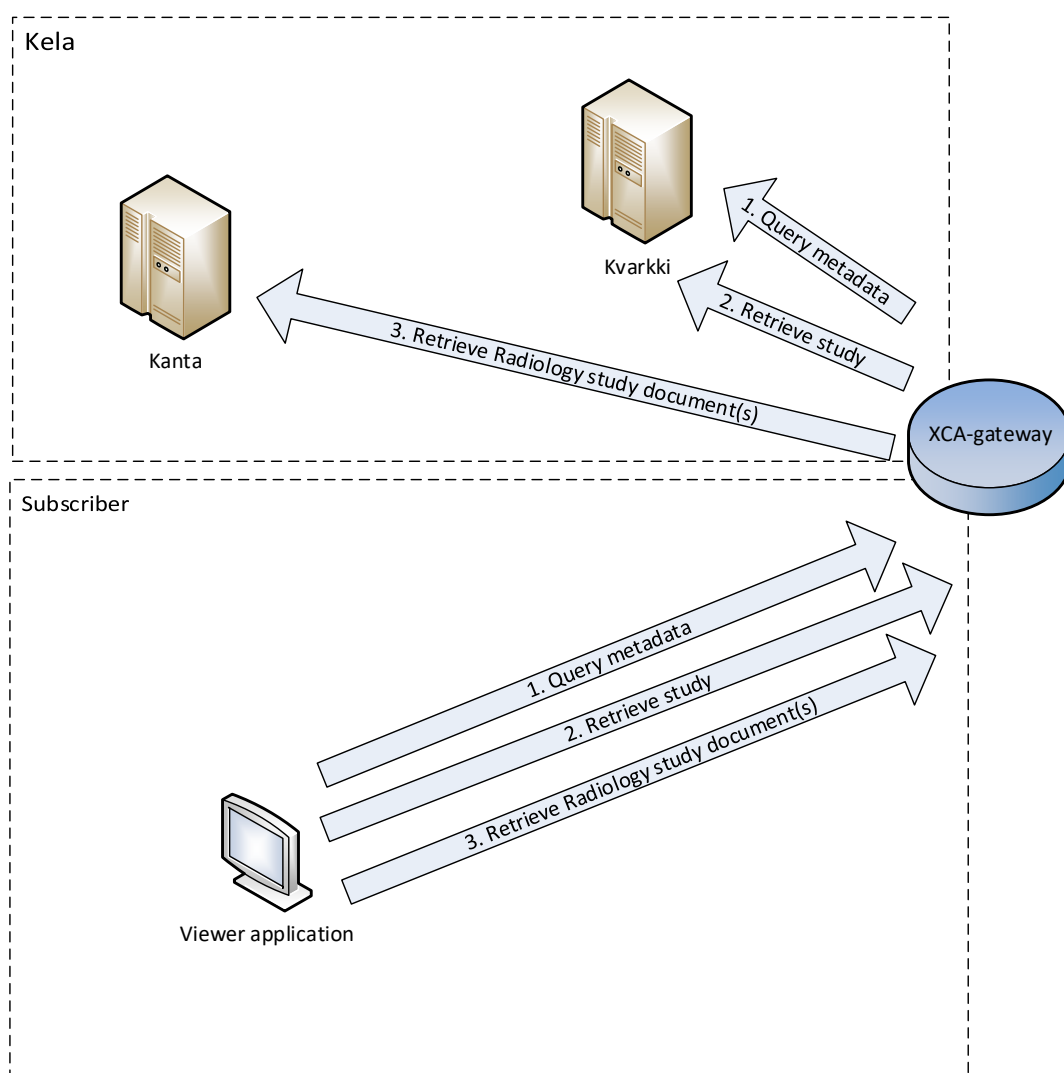 Kela
Kvarkki
Kanta
1. Query metadata
2. Retrieve study
3. Retrieve Radiology study document(s)
XCA-gateway
Subscriber
1. Query metadata
2. Retrieve study
3. Retrieve Radiology study document(s)
Viewer application